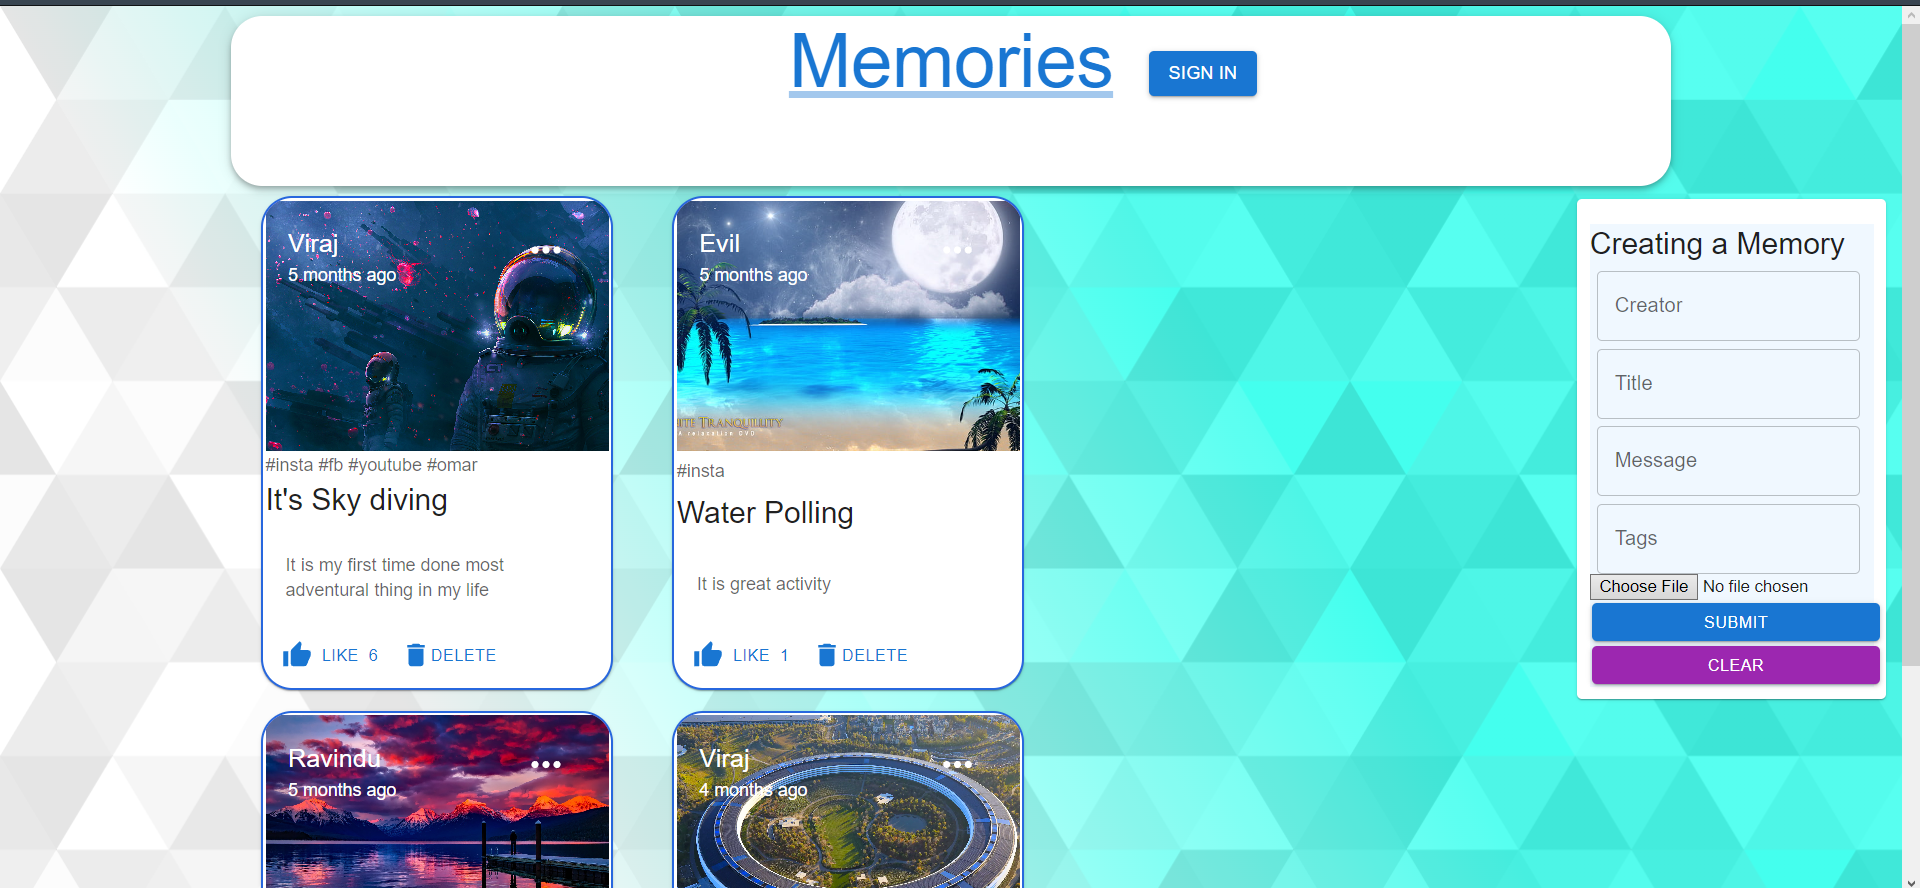 Memories
SIGN IN
Viraj
5 months ago
#insta #fb #youtube #omar
It's Sky diving
It is my first time done most
adventural thing in my life
LIKE 6
DELETE
Evil
5 months ago
TRANQUILITY
A relaxation DVD
#insta
Water Polling
It is great activity
LIKE 1
DELETE
Creating a Memory
Creator
Title
Message
Tags
Choose File No file chosen
SUBMIT
CLEAR
Ravindu
5 months ago
Viraj
4 months ago